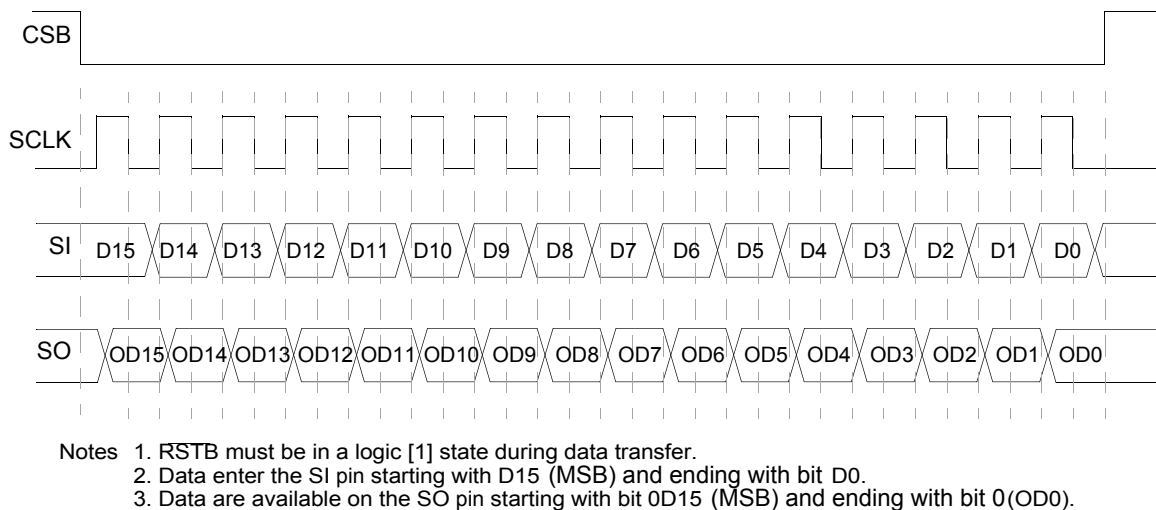 CSB
SCLK
SI D15 D14 D13 D12 D11 D10 D9 D8 D7 D6 D5 D4 D3 D2 D1 D0
SO OD15 OD14 OD13 OD12 OD11 OD10 OD9 OD8 OD7 OD6 OD5 OD4 OD3 OD2 OD1 OD0
Notes 1. RSTB must be in a logic [1] state during data transfer.
2. Data enter the SI pin starting with D15 (MSB) and ending with bit D0.
3. Data are available on the SO pin starting with bit 0D15 (MSB) and ending with bit 0(OD0).